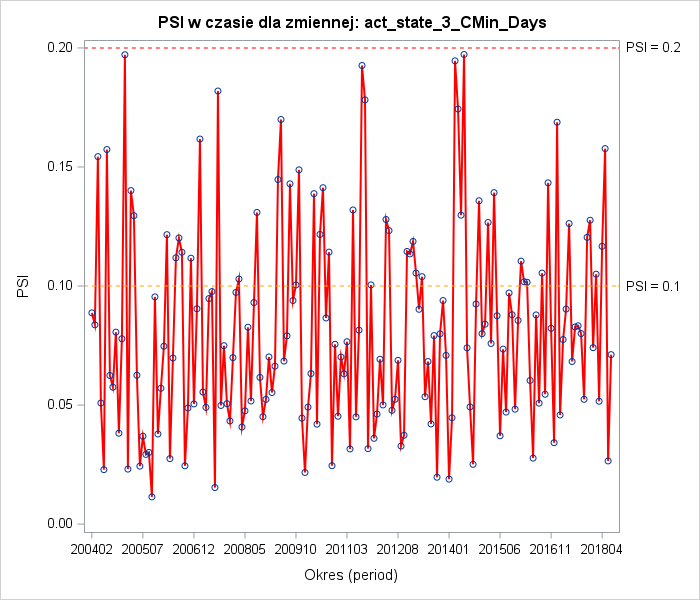 PSI w czasie dla zmiennej: act_state_3_CMin_Days
0.20
PSI = 0.2
0.15
PSI
0.10
PSI = 0.1
0.05
0.00
200402 200507 200612 200805 200910 201103 201208 201401 201506 201611 201804
Okres (period)